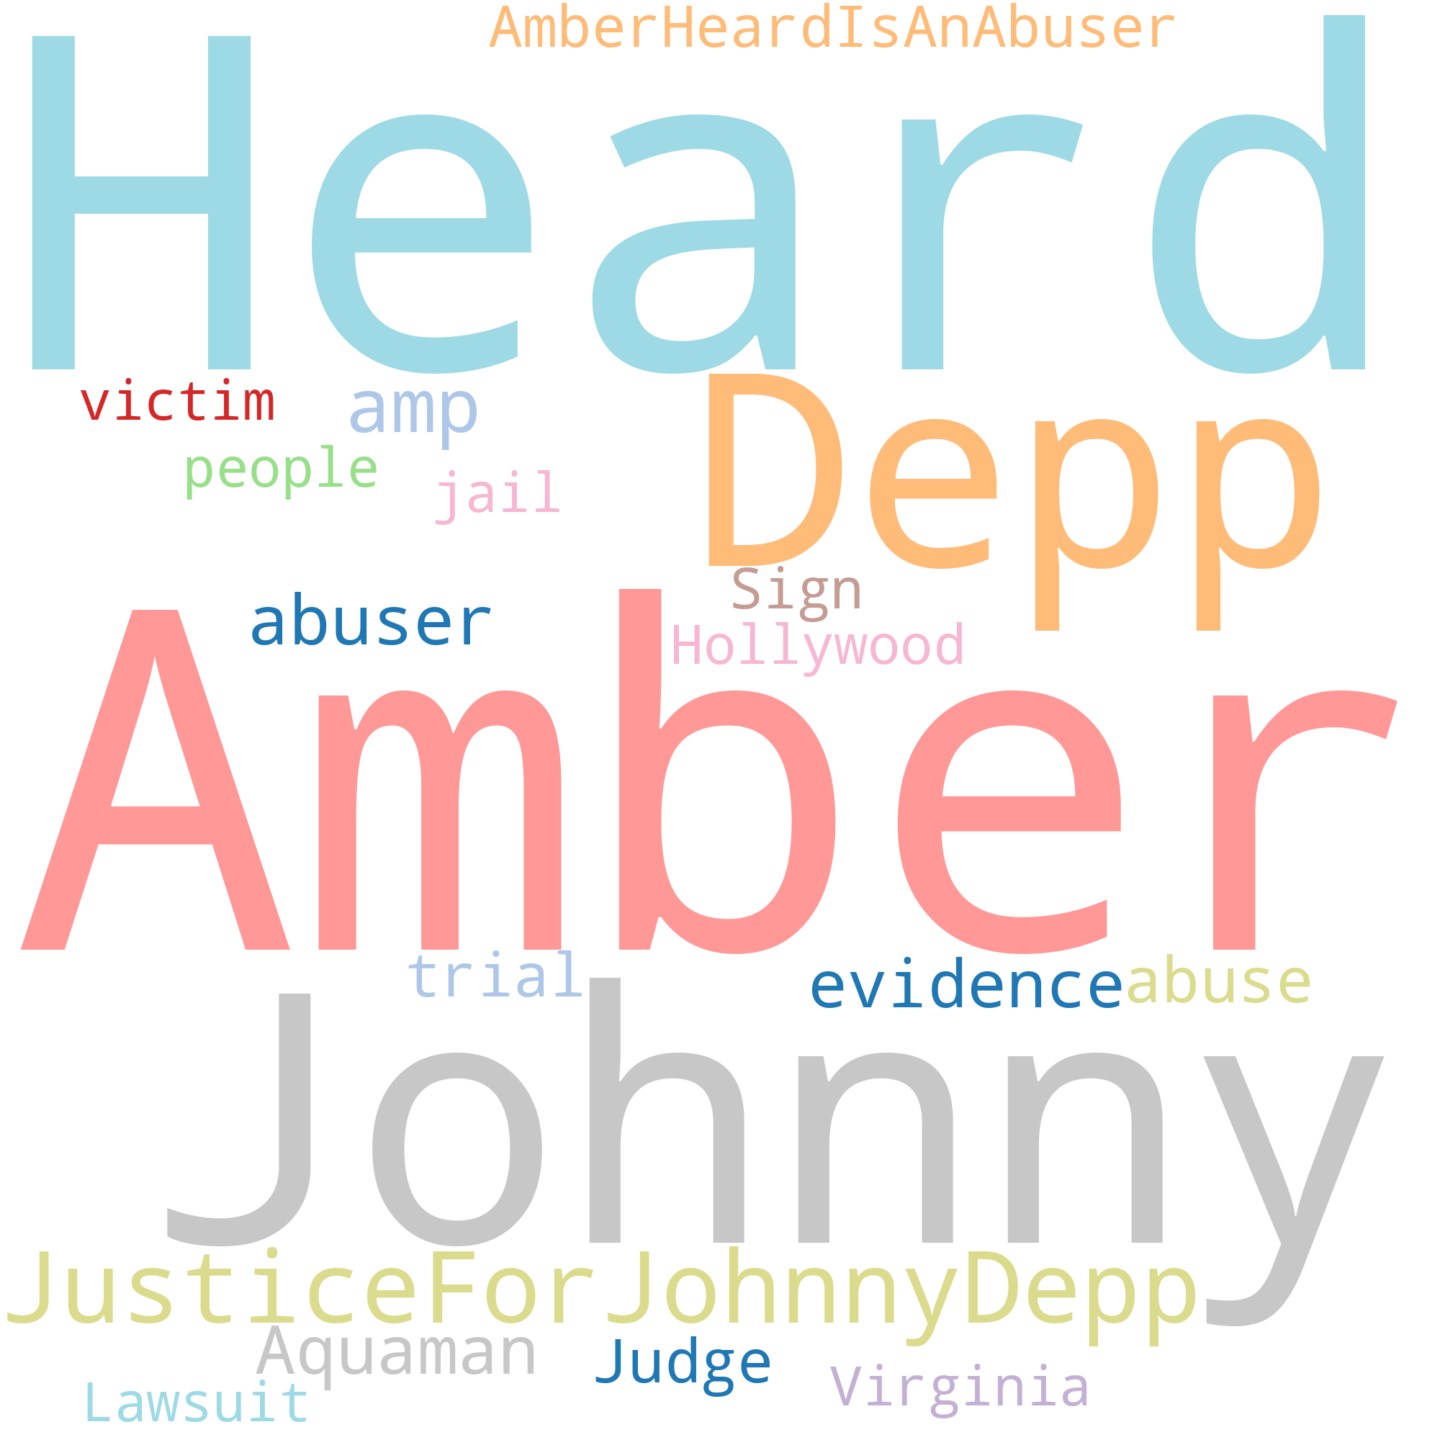 AmberHeardIsAnAbuser
Heard
victim
amp
Depp
people
jail
Sign
abuser
Hollywood
Amber
trial
evidence
abuse
Johnny
JusticeForJohnnyDepp
Aquaman
Judge
Virginia
Lawsuit